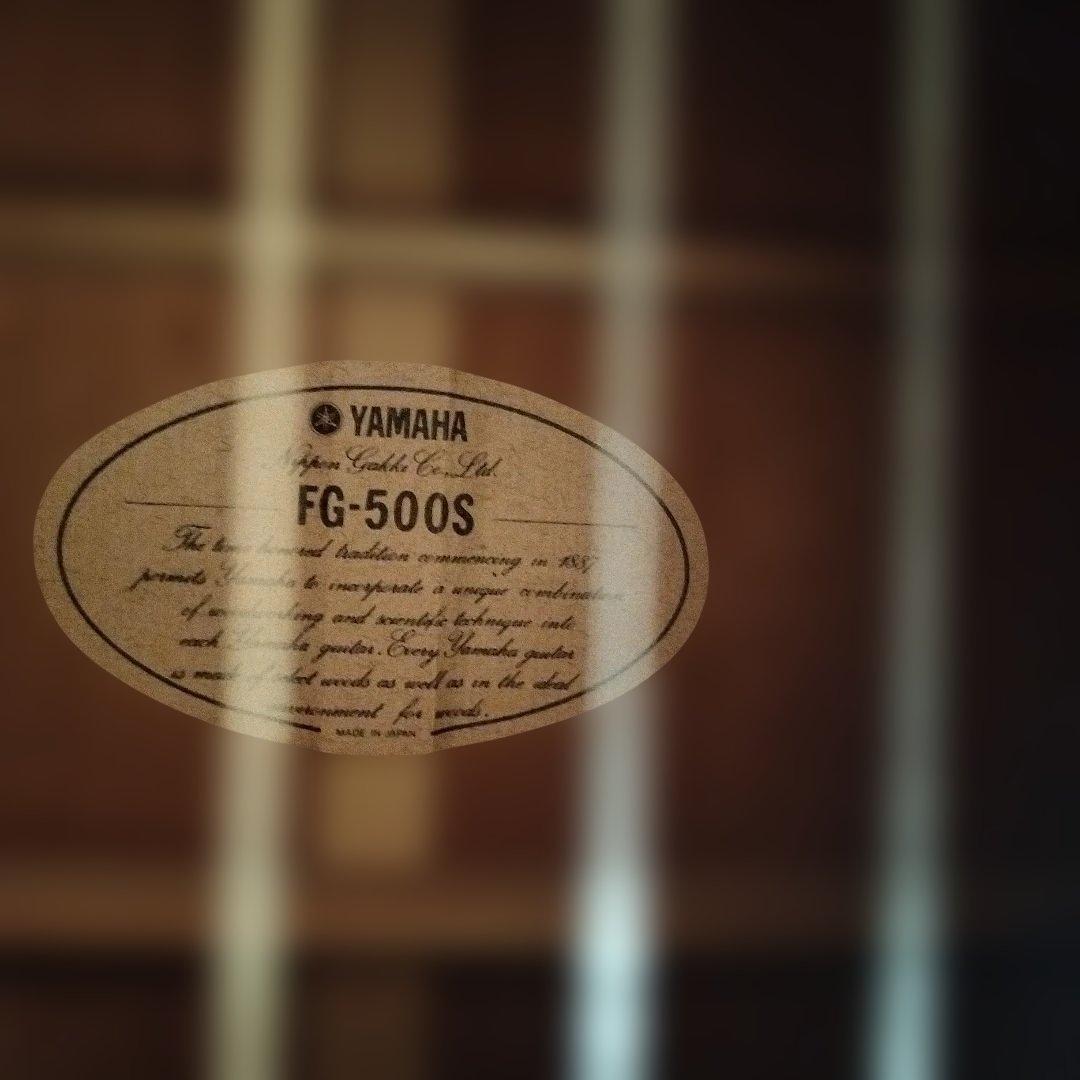 YAMAHA
Nippon Gakki Co., Ltd.
FG-500S
The time honored tradition commencing in 1887
permets Yamaha to incorporate a unique combination
of woodworking and scientific technique into
each Yamaha guitar. Every Yamaha guitar
is made of select woods as well as in the ideal
for woods.
MADE IN JAPAN